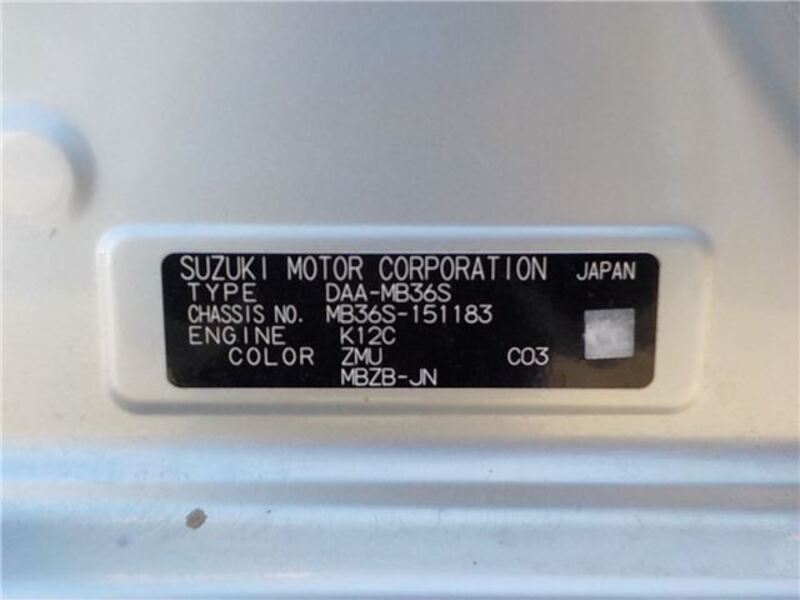 SUZUKI MOTOR CORPORATION JAPAN
TYPE DAA-MB36S
CHASSIS NO. MB36S-151183
ENGINE K12C
COLOR ZMU C03
MBZB-JN